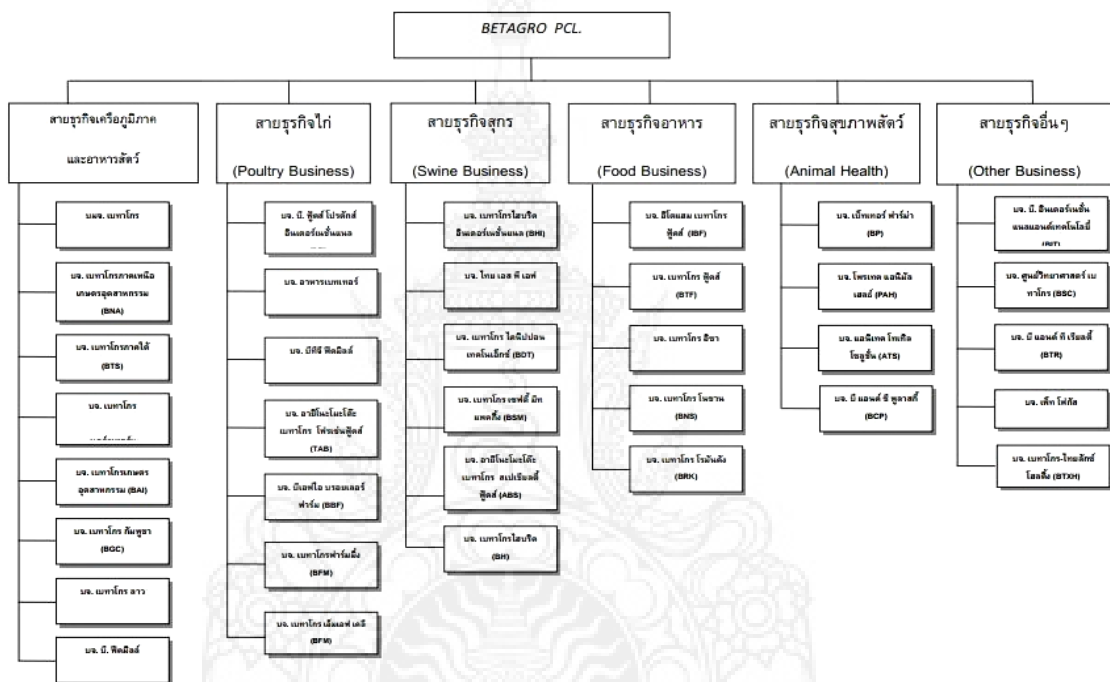 BETAGRO PCL.
สายธุรกิจเครือภูมิภาค
และอาหารสัตว์
สายธุรกิจไก่
(Poultry Business)
สายธุรกิจสุกร
(Swine Business)
สายธุรกิจอาหาร
(Food Business)
สายธุรกิจสุขภาพสัตว์
(Animal Health)
สายธุรกิจอื่นๆ
(Other Business)
บมจ. เบทาโกร
บจ. เบทาโกรภาคเหนือ
เกษตรอุตสาหกรรม
(BNA)
บจ. เบทาโกรภาคใต้
(BTS)
บจ. เบทาโกร
บจ. เบทาโกรเกษตร
อุตสาหกรรม (BAI)
บจ. เบทาโกร กัมพูชา
(BGC)
บจ. เบทาโกร ลาว
บจ. บี. ฟีดมิลล์
บจ. บี. ฟู้ดส์ โปรดักส์
อินเตอร์เนชั่นแนล
บจ. อาหารเบทเทอร์
บจ. บีทีจี ฟีดมิลล์
บจ. อายิโนะโมะโต๊ะ
เบทาโกร โฟรเซ่นฟู้ดส์
(TAB)
บจ. บีเอฟไอ บรอยเลอร์
ฟาร์ม (BBF)
บจ. เบทาโกรฟาร์มมิ่ง
(BFM)
บจ. เบทาโกร เอ็มเอฟ เดลี
(BFM)
บจ. เบทาโกรไฮบริด
อินเตอร์เนชั่นแนล (BHI)
บจ. ไทย เอส พี เอฟ
บจ. เบทาโกร ไดนิปปอน
เทคโนเอ็กซ์ (BDT)
บจ. เบทาโกร เซฟตี้ มีท
แพคกิ้ง (BSM)
บจ. อายิโนะโมะโต๊ะ
เบทาโกร สเปเชียลตี้
ฟู้ดส์ (ABS)
บจ. เบทาโกรไฮบริด
(BH)
บจ. อิโตแฮม เบทาโกร
ฟู้ดส์ (IBF)
บจ. เบทาโกร ฟู้ดส์
(BTF)
บจ. เบทาโกร อิซา
บจ. เบทาโกร โนซาน
(BNS)
บจ. เบทาโกร โรมันคัง
(BRK)
บจ. เบ็ทเทอร์ ฟาร์ม่า
(BP)
บจ. โพรเทค แอนิมัล
เฮลธ์ (PAH)
บจ. แอนิเทค โทเทิล
โซลูชั่น (ATS)
บจ. บี แอนด์ ซี พูลาสกี้
(BCP)
บจ. บี. อินเตอร์เนชั่น
แนลแอนด์เทคโนโลยี่
(BIT)
บจ. ศูนย์วิทยาศาสตร์ เบ
ทาโกร (BSC)
บจ. บี แอนด์ ที เรียลตี้
(BTR)
บจ. เพ็ท โฟกัส
บจ. เบทาโกร-ไทยลักซ์
โฮลดิ้ง (BTXH)